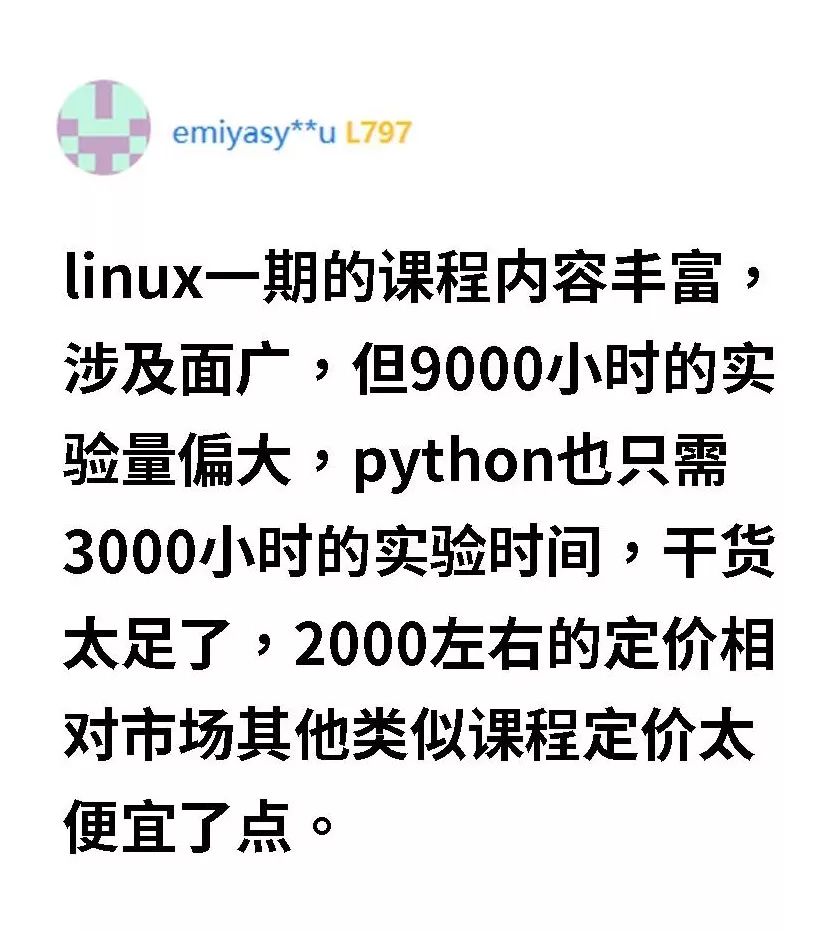 emiyasy**u L797
linux一期的课程内容丰富，
涉及面广，但9000小时的实
验量偏大，python也只需
3000小时的实验时间，干货
太足了，2000左右的定价相
对市场其他类似课程定价太
便宜了点。